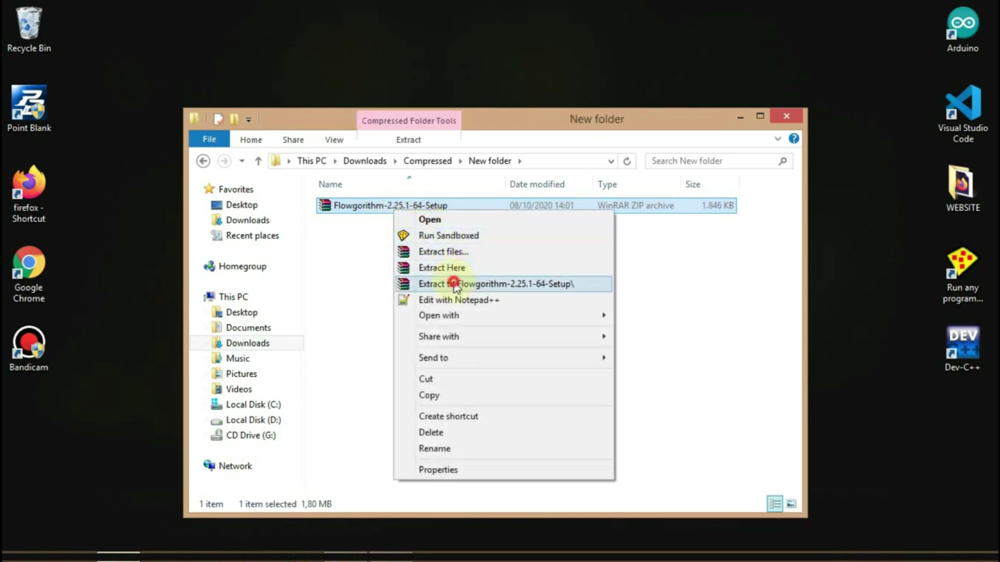 Recycle Bin
Point Blank
firefox -
Shortcut
Google
Chrome
Bandicam
Arduino
Visual Studio
Code
WEBSITE
Run any
program...
DEV
C++
Dev-C++
Compressed Folder Tools
New folder
File
Home
Share
View
Extract
This PC
Downloads
Compressed
New folder
Search New folder
Name
Date modified
Type
Size
Flowgorithm-2.25.1-64-Setup
08/10/2020 14:01
WinRAR ZIP archive
1.846 KB
Favorites
Desktop
Downloads
Recent places
Homegroup
This PC
Desktop
Documents
Downloads
Music
Pictures
Videos
Local Disk (C:)
Local Disk (D:)
CD Drive (G:)
Network
Open
Run Sandboxed
Extract files...
Extract Here
Extract to Flowgorithm-2.25.1-64-Setup\
Edit with Notepad++
Open with
Share with
Send to
Cut
Copy
Create shortcut
Delete
Rename
Properties
1 item
1 item selected 1,80 MB